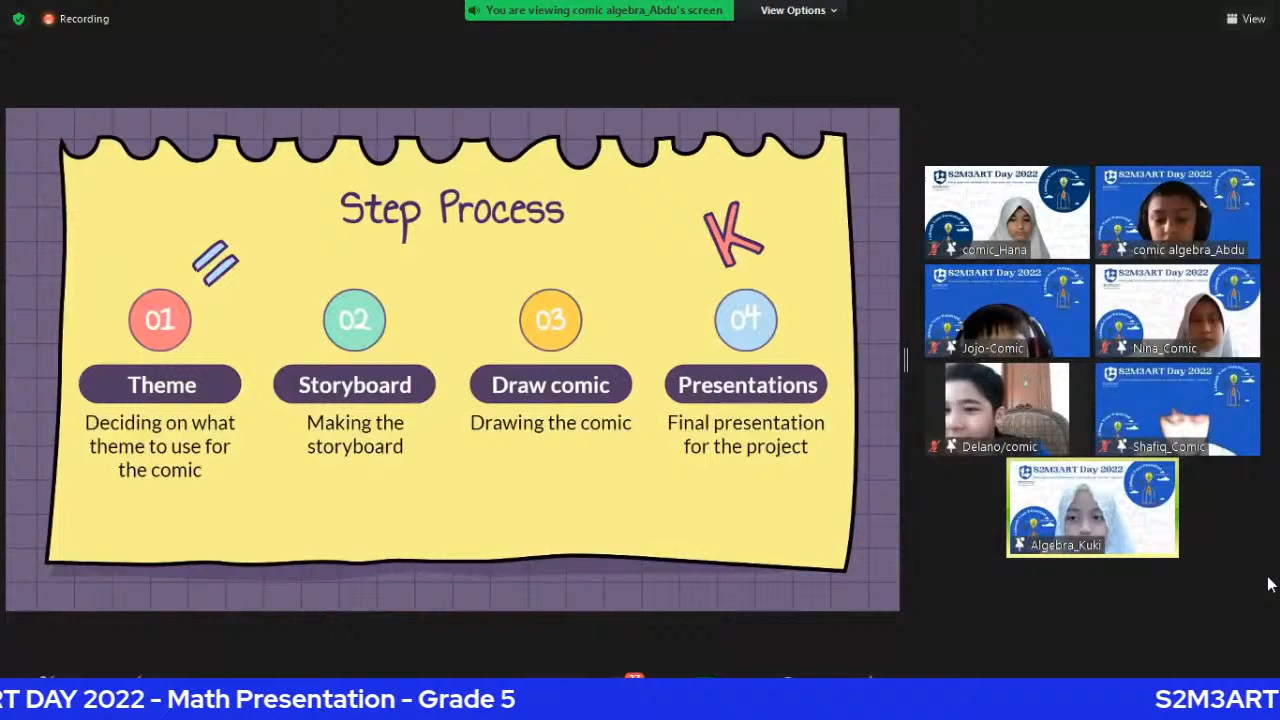 Recording
You are viewing comic algebra_Abdu's screen
View Options
View
Step Process
K
01
02
03
04
Theme
Storyboard
Draw comic
Presentations
Deciding on what
theme to use for
the comic
Making the
storyboard
Drawing the comic
Final presentation
for the project
S2M3ART Day 2022
comic_Hana
S2M3ART Day 2022
comic algebra_Abdu
S2M3ART Day 2022
Jojo-Comic
S2M3ART Day 2022
Nina_Comic
Delano/comic
S2M3ART Day 2022
Shafiq_Comic
S2M3ART Day 2022
Algebra_Kuki
RT DAY 2022 - Math Presentation - Grade 5
S2M3ART